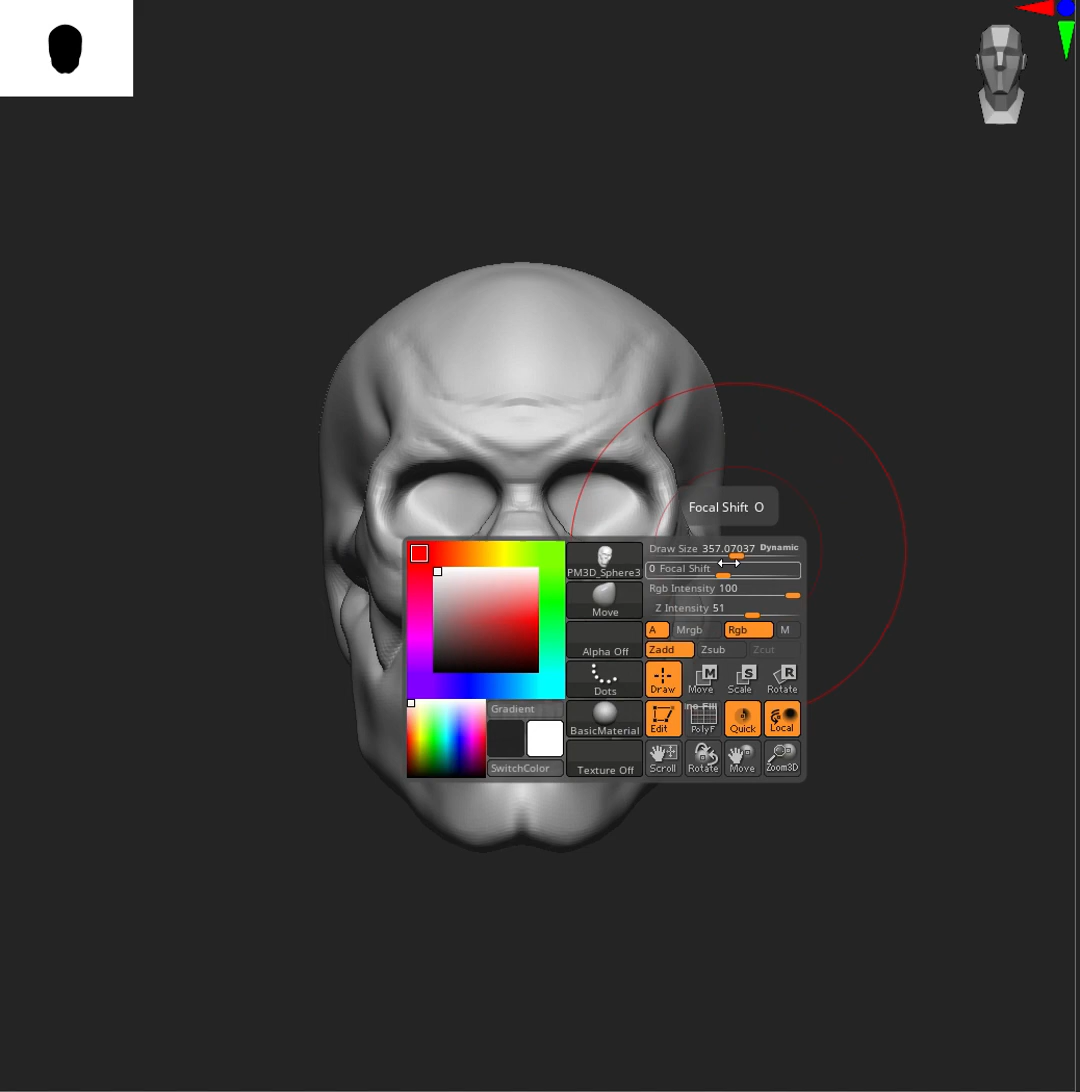 Focal Shift O
Draw Size 357.07037 Dynamic
PM3D_Sphere3
0 Focal Shift
Rgb Intensity 100
Move
Z Intensity 51
A Mrgb Rgb M
Alpha Off
Zadd Zsub Zcut
Dots
Draw Move Scale Rotate
M S R
Gradient
BasicMaterial
Edit PolyF Quick Local
SwitchColor
Texture Off
Scroll Rotate Move Zoom3D